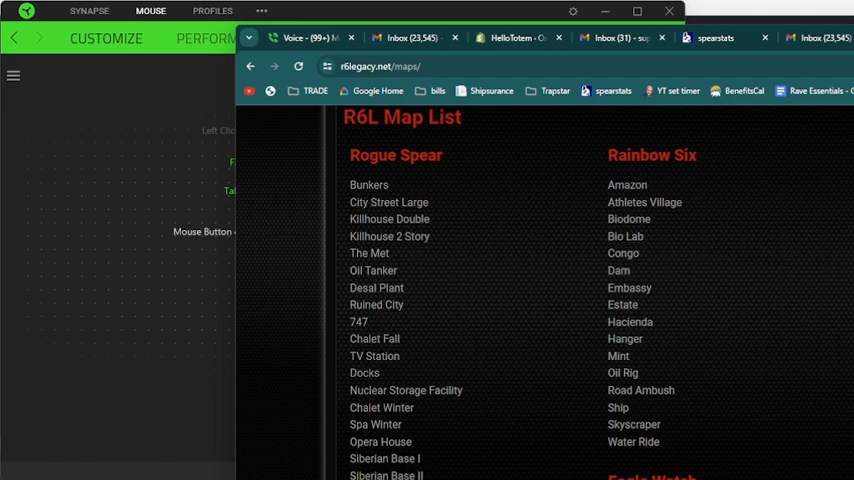 SYNAPSE MOUSE PROFILES
CUSTOMIZE PERFORM
Voice - (99+) M
Inbox (23,545) -
HelloTotem - O
Inbox (31) - sup
spearstats
Inbox (23,545)
r6legacy.net/maps/
TRADE Google Home bills Shipsurance Trapstar spearstats YT set timer BenefitsCal Rave Essentials - G
Left Clic
F
Tal
Mouse Button
R6L Map List
Rogue Spear
Bunkers
City Street Large
Killhouse Double
Killhouse 2 Story
The Met
Oil Tanker
Desal Plant
Ruined City
747
Chalet Fall
TV Station
Docks
Nuclear Storage Facility
Chalet Winter
Spa Winter
Opera House
Siberian Base I
Siberian Base II
Rainbow Six
Amazon
Athletes Village
Biodome
Bio Lab
Congo
Dam
Embassy
Estate
Hacienda
Hanger
Mint
Oil Rig
Road Ambush
Ship
Skyscraper
Water Ride
Eagle Watch